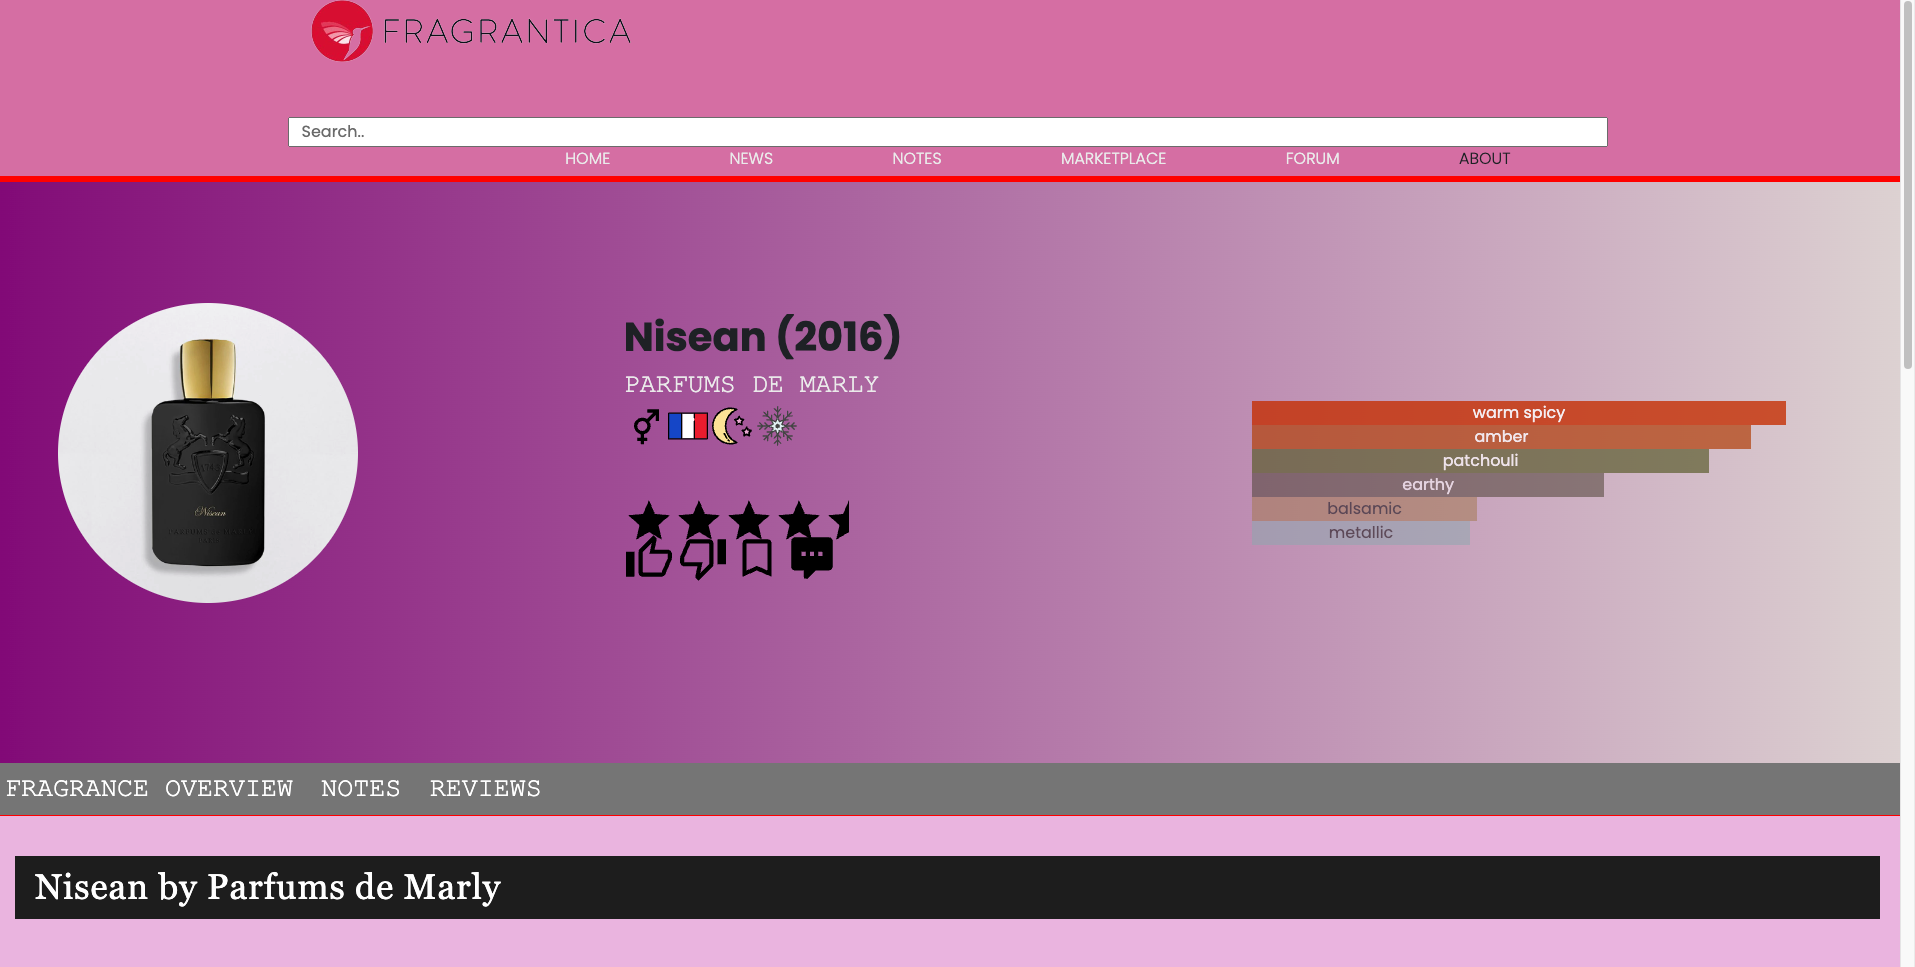 FRAGRANTICA
Search..
HOME NEWS NOTES MARKETPLACE FORUM ABOUT
Nisean (2016)
PARFUMS DE MARLY
warm spicy
amber
patchouli
earthy
balsamic
metallic
Nisean
FRAGRANCE OVERVIEW NOTES REVIEWS
Nisean by Parfums de Marly